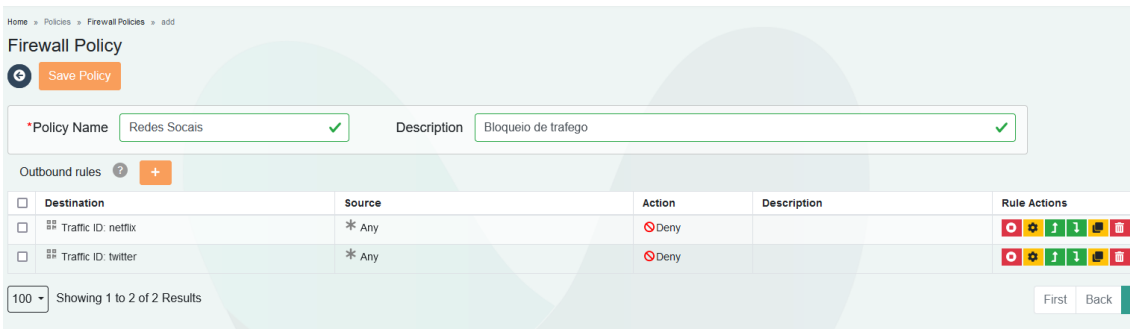 Home » Policies » Firewall Policies » add
Firewall Policy
Save Policy
*Policy Name Redes Socais Description Bloqueio de trafego
Outbound rules ? +
Destination Source Action Description Rule Actions
Traffic ID: netflix Any Deny
Traffic ID: twitter Any Deny
100 Showing 1 to 2 of 2 Results First Back